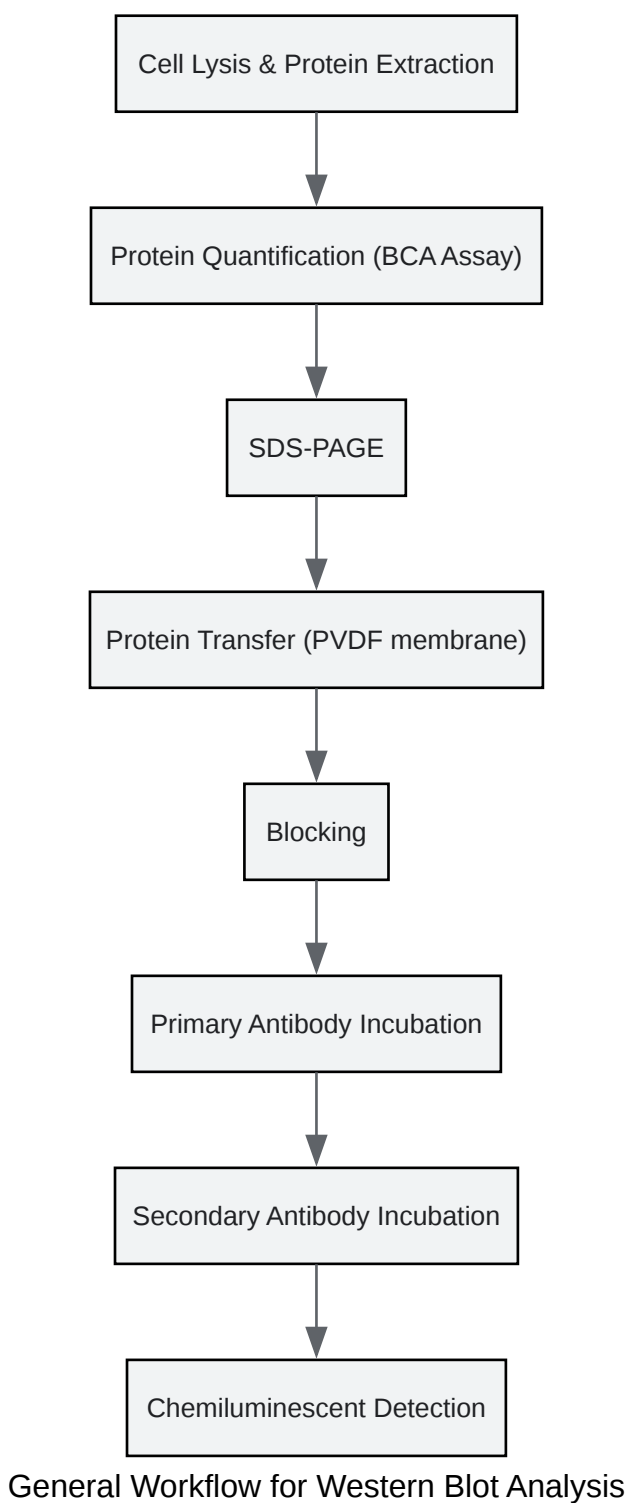 Cell Lysis & Protein Extraction
Protein Quantification (BCA Assay)
SDS-PAGE
Protein Transfer (PVDF membrane)
Blocking
Primary Antibody Incubation
Secondary Antibody Incubation
Chemiluminescent Detection
General Workflow for Western Blot Analysis